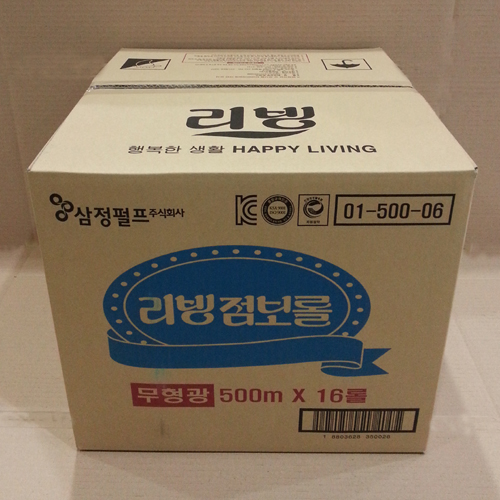 리빙
행복한 생활 HAPPY LIVING
삼정펄프주식회사
01-500-06
리빙점보롤
무형광 500m X 16롤